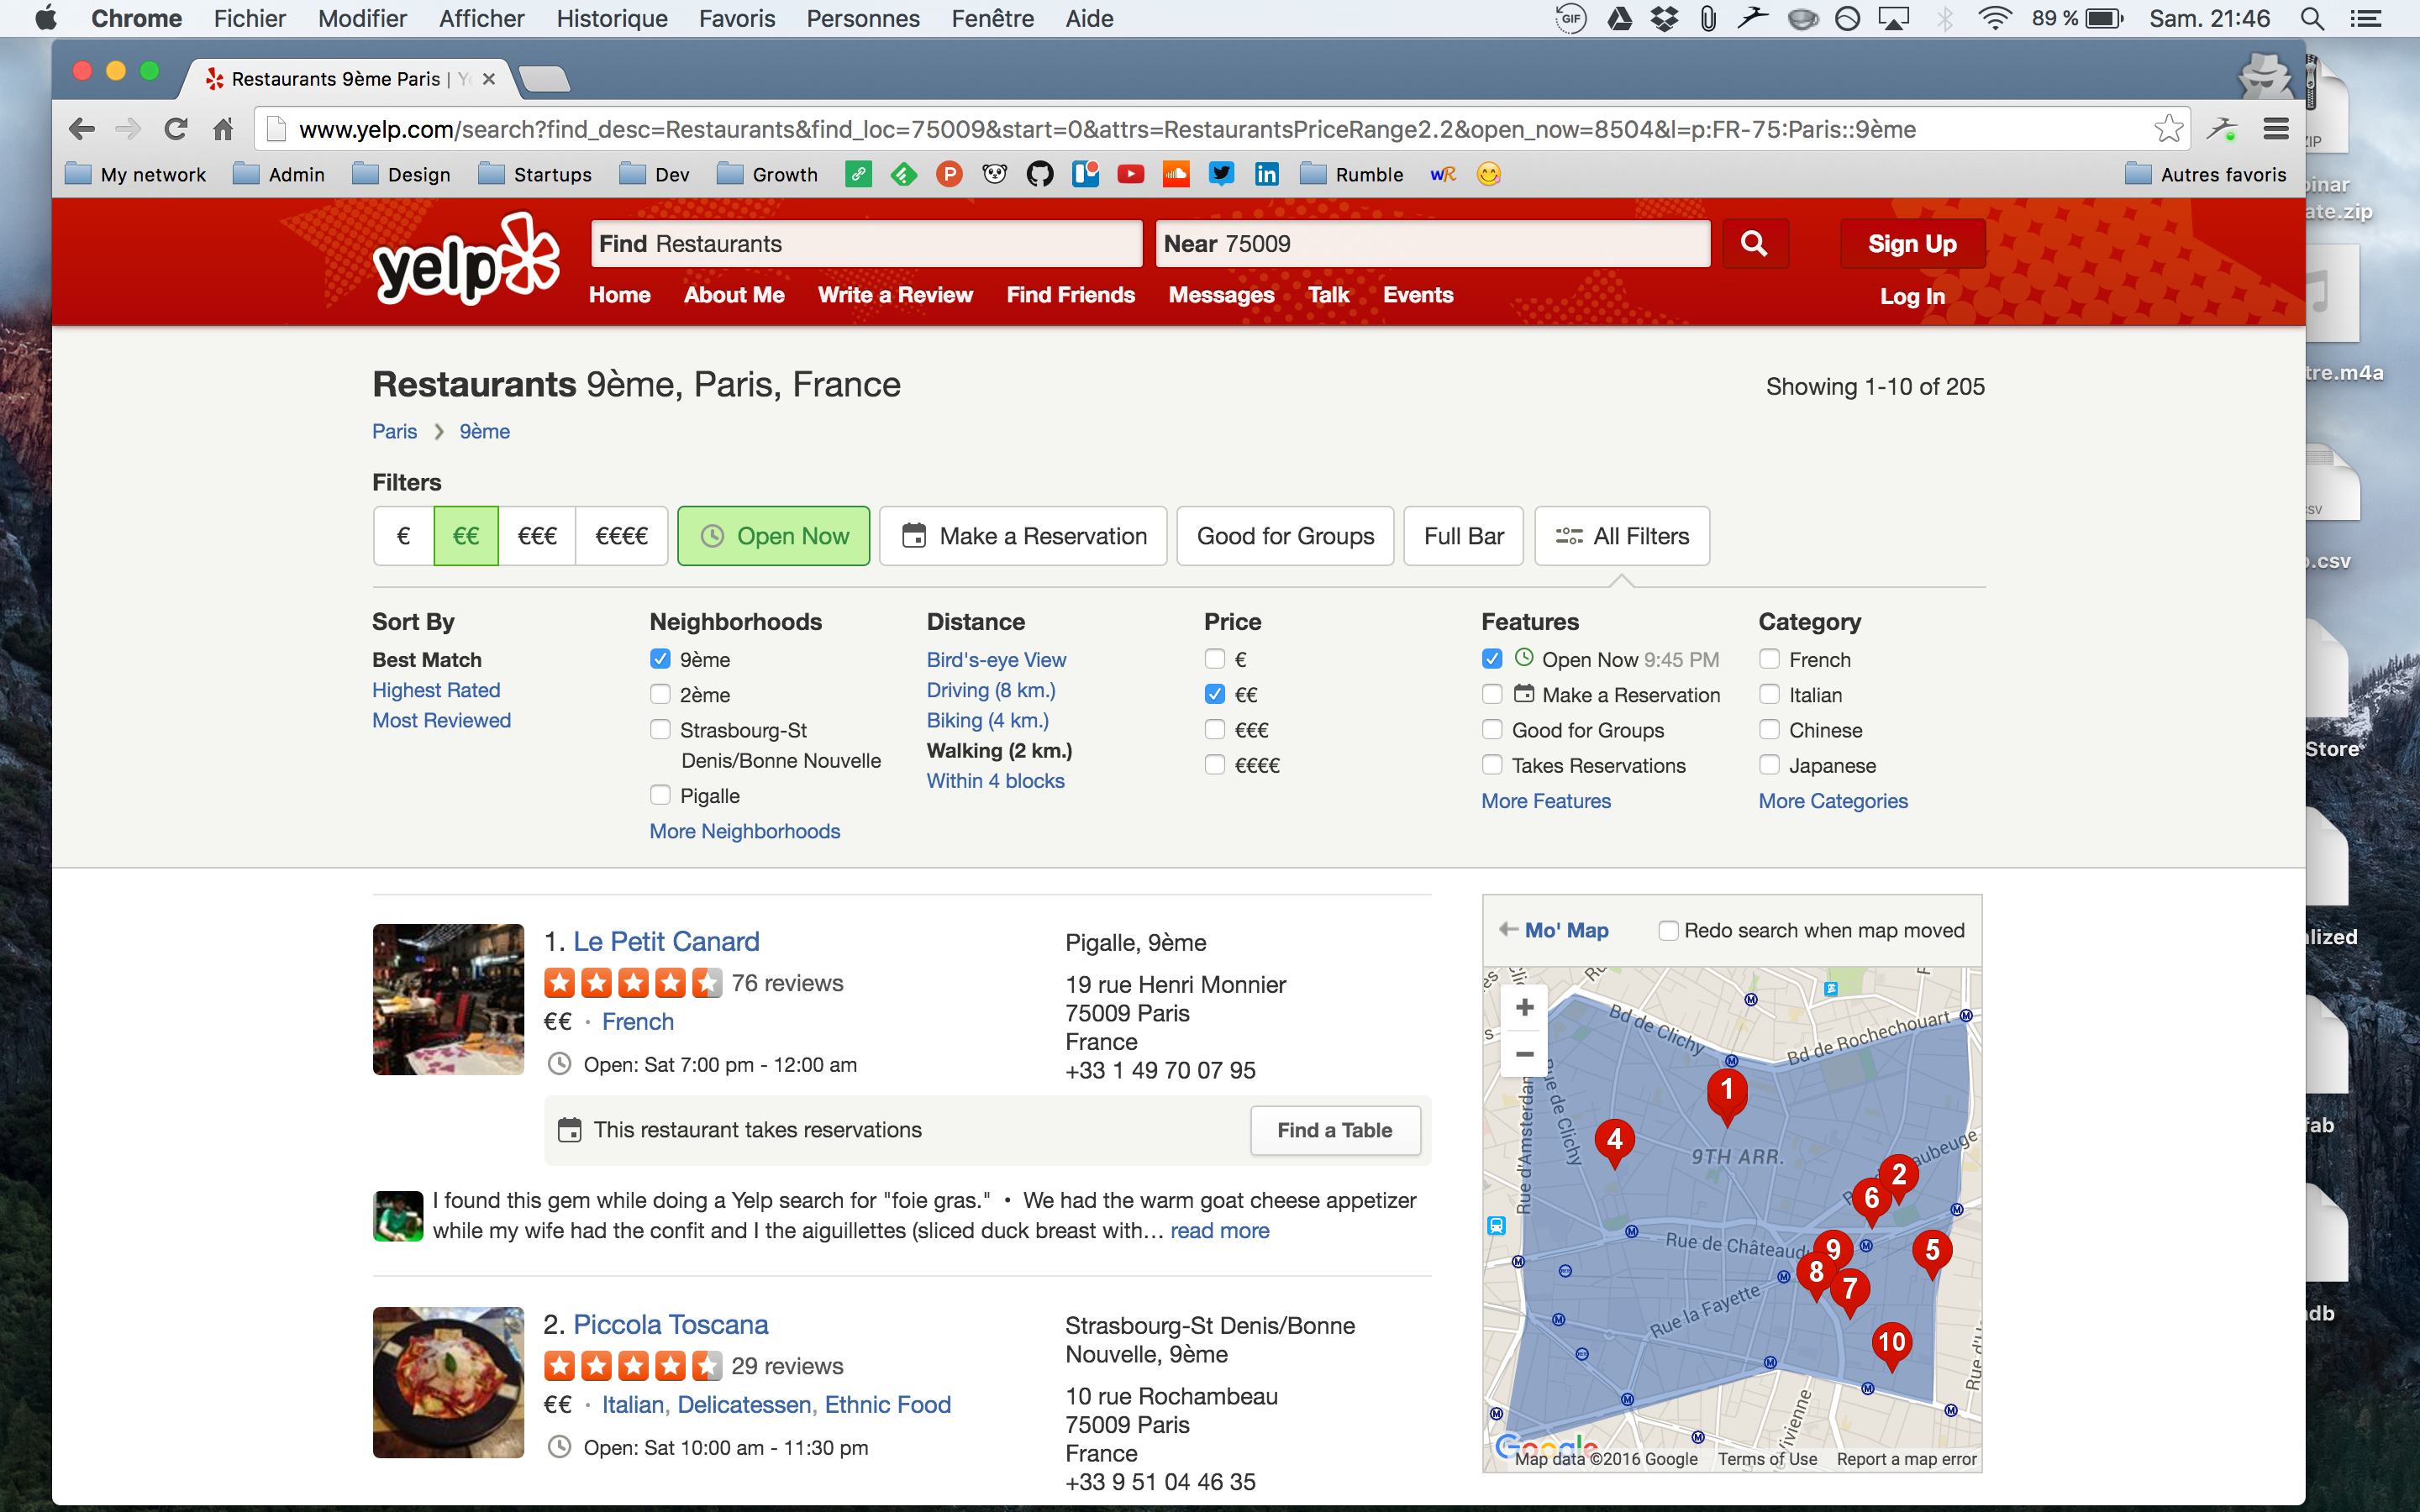 Chrome Fichier Modifier Afficher Historique Favoris Personnes Fenêtre Aide GIF 89 % Sam. 21:46
Restaurants 9ème Paris |
www.yelp.com/search?find_desc=Restaurants&find_loc=75009&start=0&attrs=RestaurantsPriceRange2.2&open_now=8504&l=p:FR-75:Paris::9ème
My network Admin Design Startups Dev Growth Rumble Autres favoris
yelp
Find Restaurants Near 75009 Sign Up
Home About Me Write a Review Find Friends Messages Talk Events Log In
Restaurants 9ème, Paris, France Showing 1-10 of 205
Paris 9ème
Filters
€ €€ €€€ €€€€ Open Now Make a Reservation Good for Groups Full Bar All Filters
Sort By
Best Match
Highest Rated
Most Reviewed
Neighborhoods
9ème
2ème
Strasbourg-St
Denis/Bonne Nouvelle
Pigalle
More Neighborhoods
Distance
Bird's-eye View
Driving (8 km.)
Biking (4 km.)
Walking (2 km.)
Within 4 blocks
Price
€
€€
€€€
€€€€
Features
Open Now 9:45 PM
Make a Reservation
Good for Groups
Takes Reservations
More Features
Category
French
Italian
Chinese
Japanese
More Categories
1. Le Petit Canard
76 reviews
€€ · French
Open: Sat 7:00 pm - 12:00 am
Pigalle, 9ème
19 rue Henri Monnier
75009 Paris
France
+33 1 49 70 07 95
This restaurant takes reservations Find a Table
I found this gem while doing a Yelp search for "foie gras." • We had the warm goat cheese appetizer
while my wife had the confit and I the aiguillettes (sliced duck breast with… read more
2. Piccola Toscana
29 reviews
€€ · Italian, Delicatessen, Ethnic Food
Open: Sat 10:00 am - 11:30 pm
Strasbourg-St Denis/Bonne
Nouvelle, 9ème
10 rue Rochambeau
75009 Paris
France
+33 9 51 04 46 35
Mo' Map Redo search when map moved
Bd de Clichy
Bd de Rochechouart
Rue d'Amsterdam
Rue de Clichy
1
4
9TH ARR.
2
6
Rue de Châteaud
9
5
8
7
Rue la Fayette
10
Vivienne
Google
Map data ©2016 Google Terms of Use Report a map error
ZIP
ate.zip
tre.m4a
.csv
Store